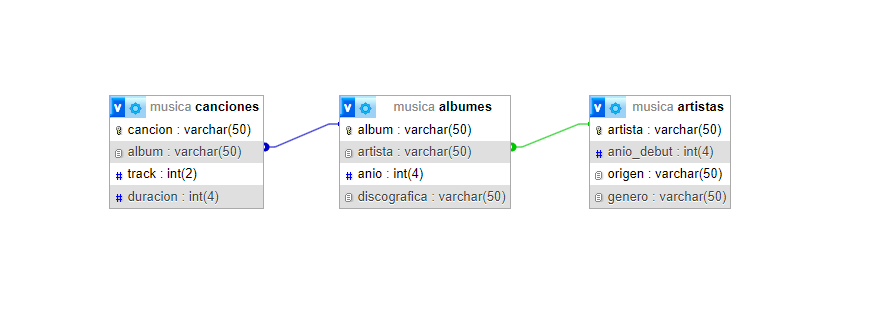 v musica canciones
cancion : varchar(50)
album : varchar(50)
# track : int(2)
# duracion : int(4)
v musica albumes
album : varchar(50)
artista : varchar(50)
# anio : int(4)
discografica : varchar(50)
v musica artistas
artista : varchar(50)
# anio_debut : int(4)
origen : varchar(50)
genero : varchar(50)